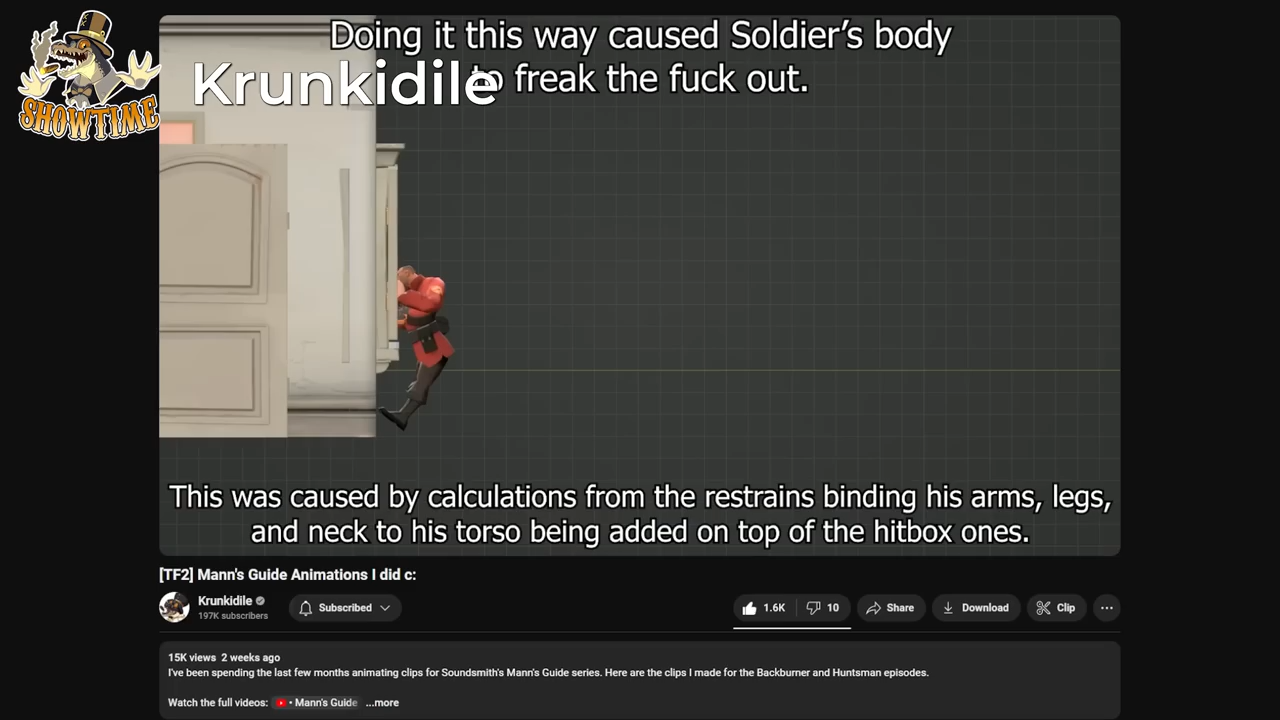 Doing it this way caused Soldier's body
to freak the fuck out.
Krunkidile
SHOWTIME
This was caused by calculations from the restrains binding his arms, legs,
and neck to his torso being added on top of the hitbox ones.
[TF2] Mann's Guide Animations I did c:
Krunkidile
197K subscribers
Subscribed
1.6K
10
Share
Download
Clip
15K views 2 weeks ago
I've been spending the last few months animating clips for Soundsmith's Mann's Guide series. Here are the clips I made for the Backburner and Huntsman episodes.
Watch the full videos: • Mann's Guide ...more